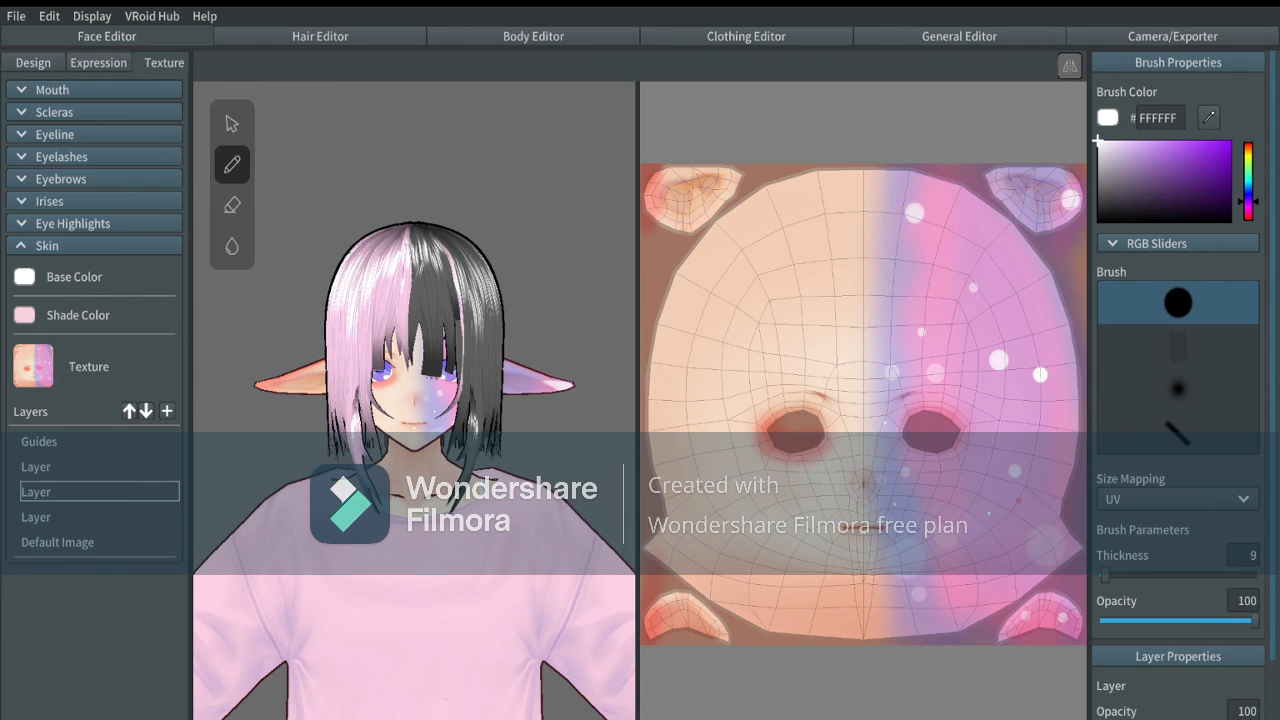 File Edit Display VRoid Hub Help
Face Editor Hair Editor Body Editor Clothing Editor General Editor Camera/Exporter
Design Expression Texture
Mouth
Scleras
Eyeline
Eyelashes
Eyebrows
Irises
Eye Highlights
Skin
Base Color
Shade Color
Texture
Layers
Guides
Layer
Layer
Layer
Default Image
Wondershare
Filmora
Created with
Wondershare Filmora free plan
Brush Properties
Brush Color
# FFFFFF
RGB Sliders
Brush
Size Mapping
UV
Brush Parameters
Thickness 9
Opacity 100
Layer Properties
Layer
Opacity 100